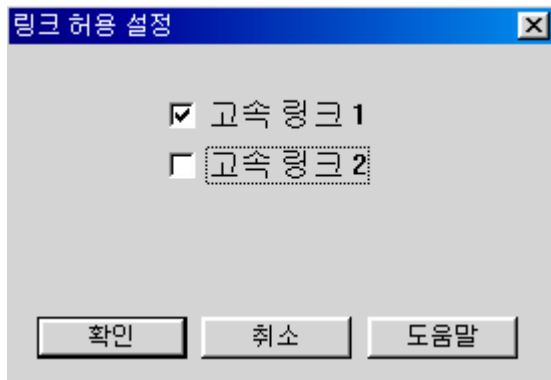 링크 허용 설정
고속 링크 1
고속 링크 2
확인 취소 도움말